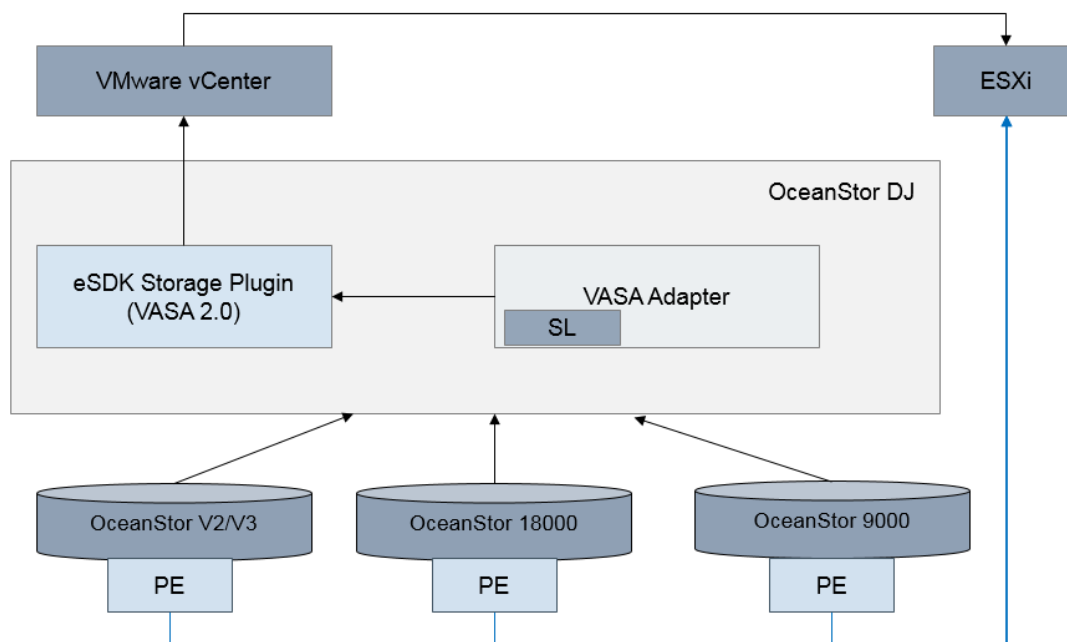 VMware vCenter
ESXi
OceanStor DJ
eSDK Storage Plugin
(VASA 2.0)
VASA Adapter
SL
OceanStor V2/V3
OceanStor 18000
OceanStor 9000
PE
PE
PE